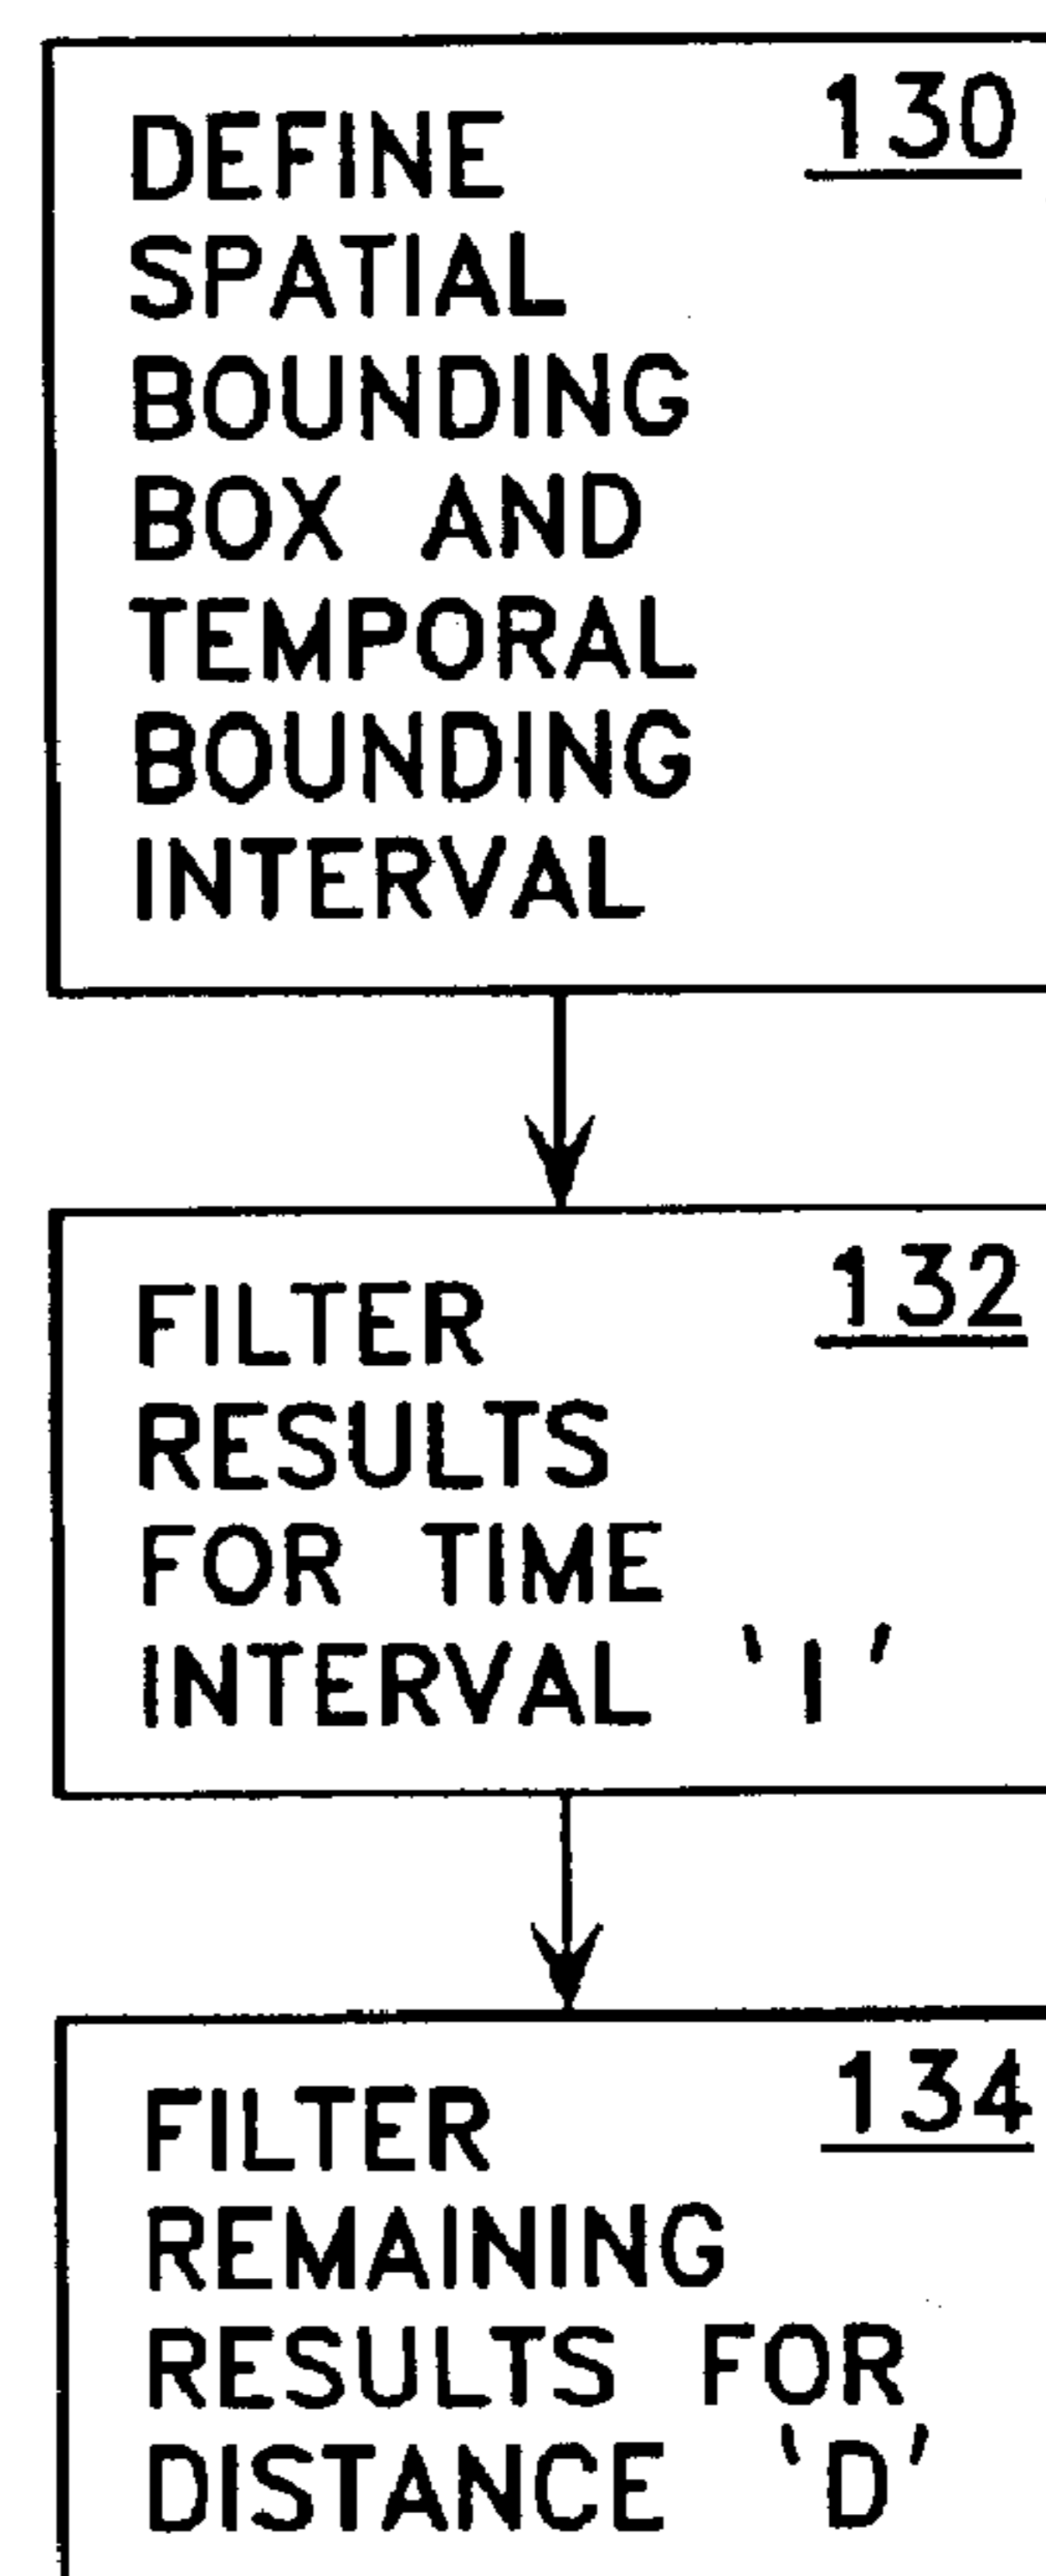 DEFINE 130
SPATIAL
BOUNDING
BOX AND
TEMPORAL
BOUNDING
INTERVAL
FILTER 132
RESULTS
FOR TIME
INTERVAL 'I'
FILTER 134
REMAINING
RESULTS FOR
DISTANCE 'D'